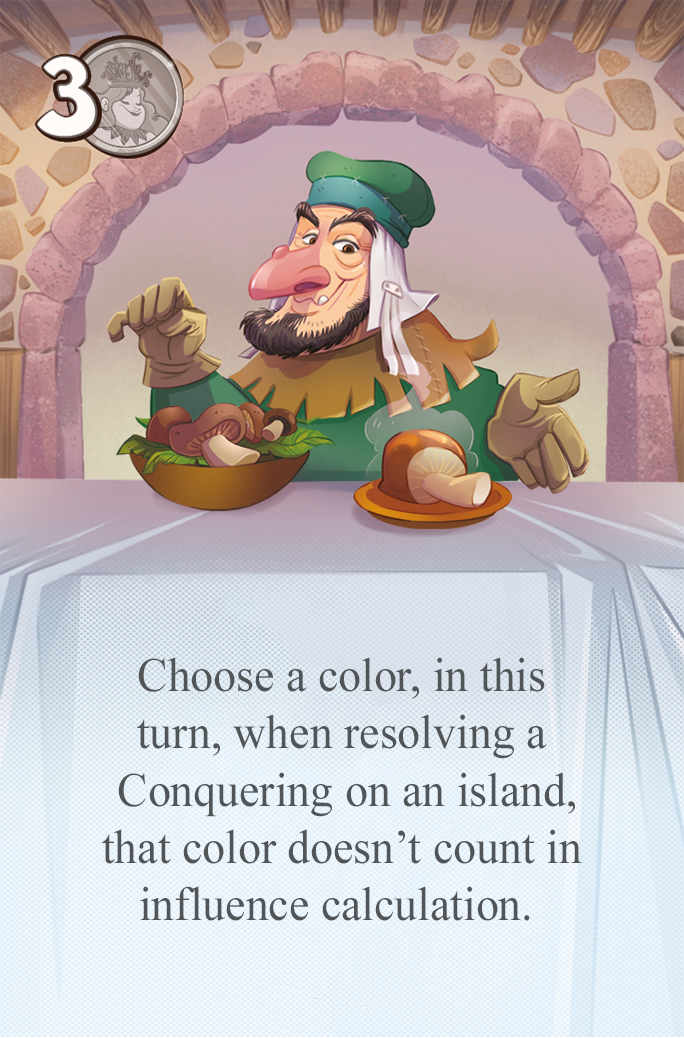 3
Choose a color, in this
turn, when resolving a
Conquering on an island,
that color doesn’t count in
influence calculation.